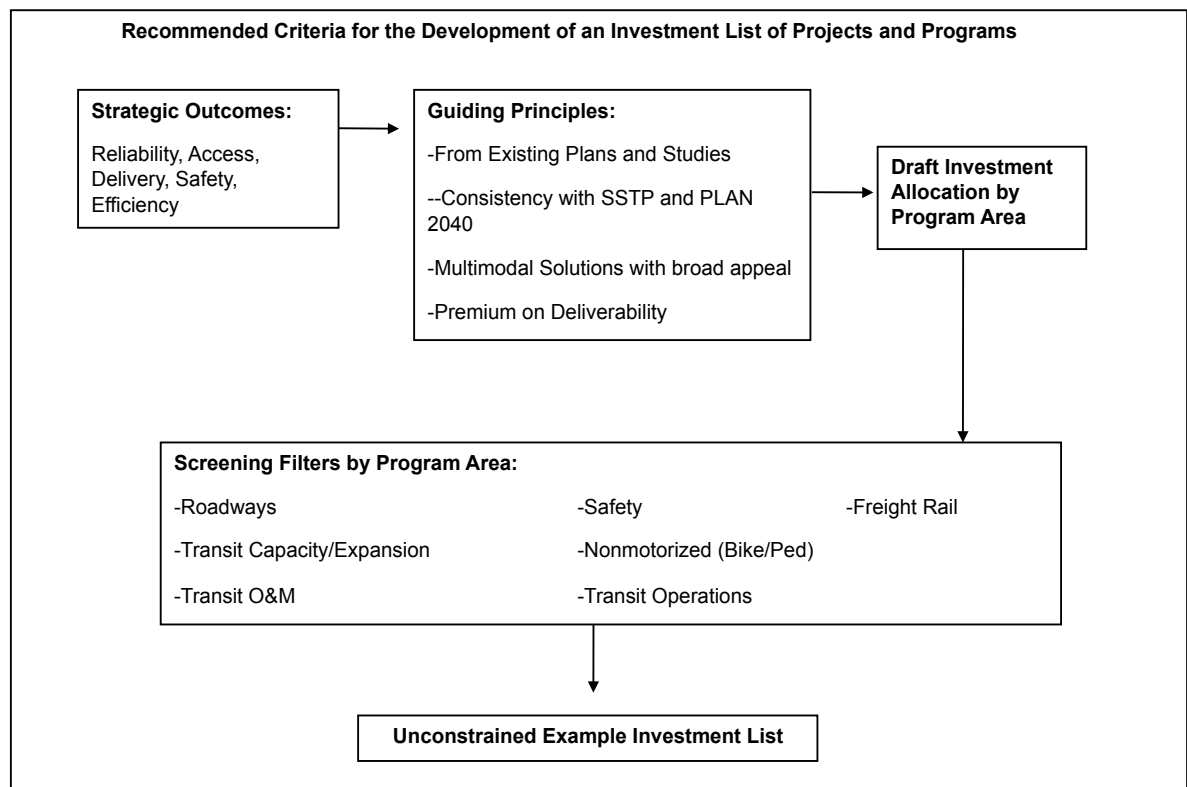 Recommended Criteria for the Development of an Investment List of Projects and Programs
Strategic Outcomes:
Reliability, Access,
Delivery, Safety,
Efficiency
Guiding Principles:
-From Existing Plans and Studies
--Consistency with SSTP and PLAN
2040
-Multimodal Solutions with broad appeal
-Premium on Deliverability
Draft Investment
Allocation by
Program Area
Screening Filters by Program Area:
-Roadways
-Safety
-Freight Rail
-Transit Capacity/Expansion
-Nonmotorized (Bike/Ped)
-Transit O&M
-Transit Operations
Unconstrained Example Investment List